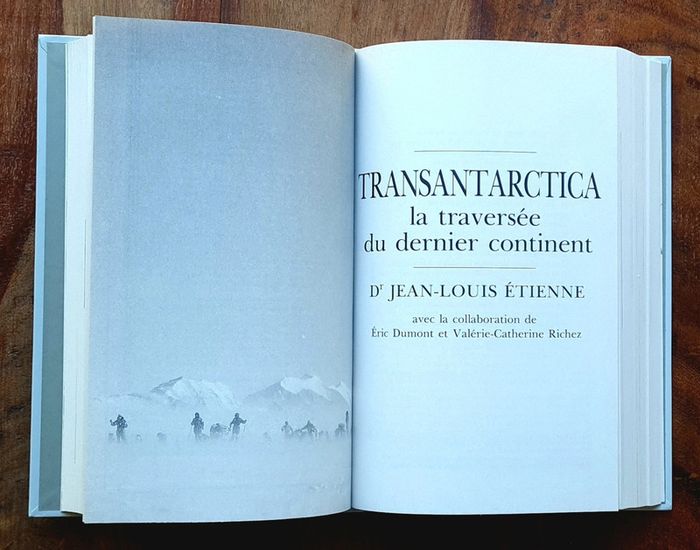 TRANSANTARCTICA
la traversée
du dernier continent
Dr JEAN-LOUIS ÉTIENNE
avec la collaboration de
Éric Dumont et Valérie-Catherine Richez